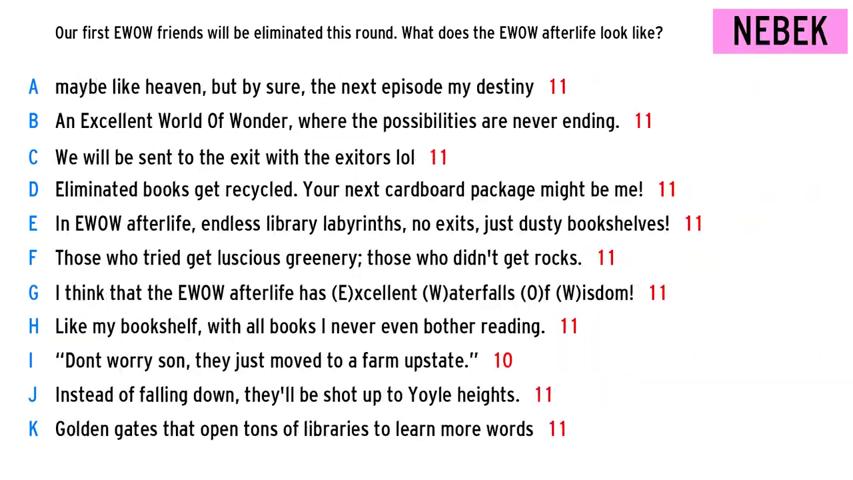 Our first EWOW friends will be eliminated this round. What does the EWOW afterlife look like?
NEBEK
A maybe like heaven, but by sure, the next episode my destiny 11
B An Excellent World Of Wonder, where the possibilities are never ending. 11
C We will be sent to the exit with the exitors lol 11
D Eliminated books get recycled. Your next cardboard package might be me! 11
E In EWOW afterlife, endless library labyrinths, no exits, just dusty bookshelves! 11
F Those who tried get luscious greenery; those who didn't get rocks. 11
G I think that the EWOW afterlife has (E)xcellent (W)aterfalls (O)f (W)isdom! 11
H Like my bookshelf, with all books I never even bother reading. 11
I “Dont worry son, they just moved to a farm upstate.” 10
J Instead of falling down, they'll be shot up to Yoyle heights. 11
K Golden gates that open tons of libraries to learn more words 11